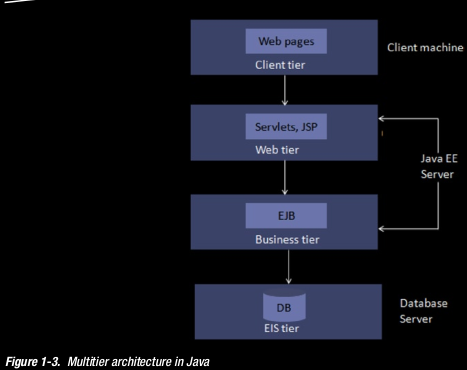 Web pages
Client tier
Client machine
Servlets, JSP
Web tier
Java EE
Server
EJB
Business tier
DB
EIS tier
Database
Server
Figure 1-3. Multitier architecture in Java